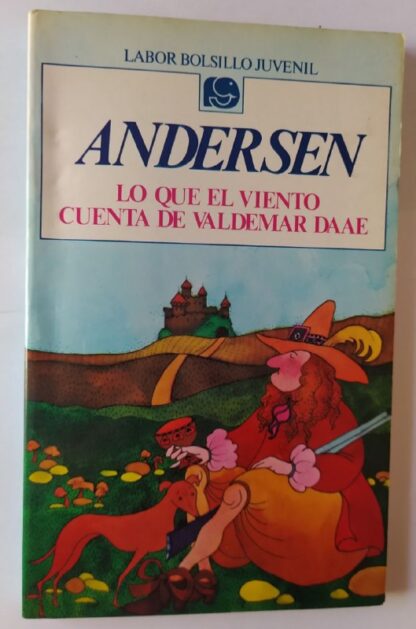 LABOR BOLSILLO JUVENIL
ANDERSEN
LO QUE EL VIENTO
CUENTA DE VALDEMAR DAAE